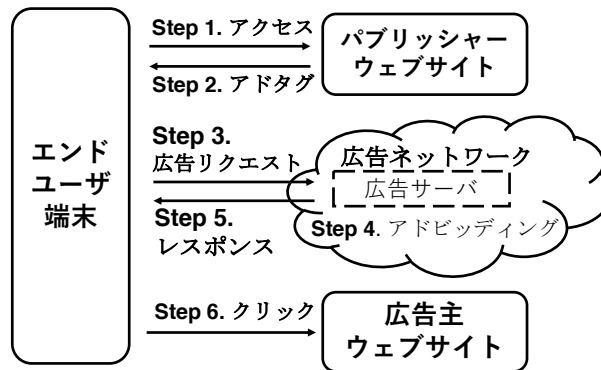 Step 1. アクセス
パブリッシャー
ウェブサイト
Step 2. アドタグ
エンド
ユーザ
端末
Step 3.
広告リクエスト
広告ネットワーク
広告サーバ
Step 4. アドビッディング
Step 5.
レスポンス
Step 6. クリック
広告主
ウェブサイト